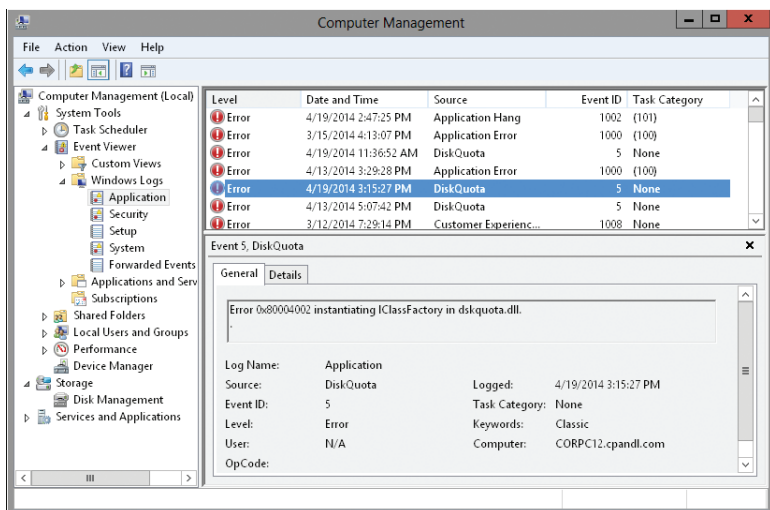 Computer Management
File Action View Help
Computer Management (Local)
System Tools
Task Scheduler
Event Viewer
Custom Views
Windows Logs
Application
Security
Setup
System
Forwarded Events
Applications and Serv
Subscriptions
Shared Folders
Local Users and Groups
Performance
Device Manager
Storage
Disk Management
Services and Applications
Level Date and Time Source Event ID Task Category
Error 4/19/2014 2:47:25 PM Application Hang 1002 (101)
Error 3/15/2014 4:13:07 PM Application Error 1000 (100)
Error 4/19/2014 11:36:52 AM DiskQuota 5 None
Error 4/13/2014 3:29:28 PM Application Error 1000 (100)
Error 4/19/2014 3:15:27 PM DiskQuota 5 None
Error 4/13/2014 5:07:42 PM DiskQuota 5 None
Error 3/12/2014 7:29:14 PM Customer Experienc... 1008 None
Event 5, DiskQuota
General Details
Error 0x80004002 instantiating IClassFactory in dskquota.dll.
.
Log Name: Application
Source: DiskQuota Logged: 4/19/2014 3:15:27 PM
Event ID: 5 Task Category: None
Level: Error Keywords: Classic
User: N/A Computer: CORPC12.cpandl.com
OpCode: